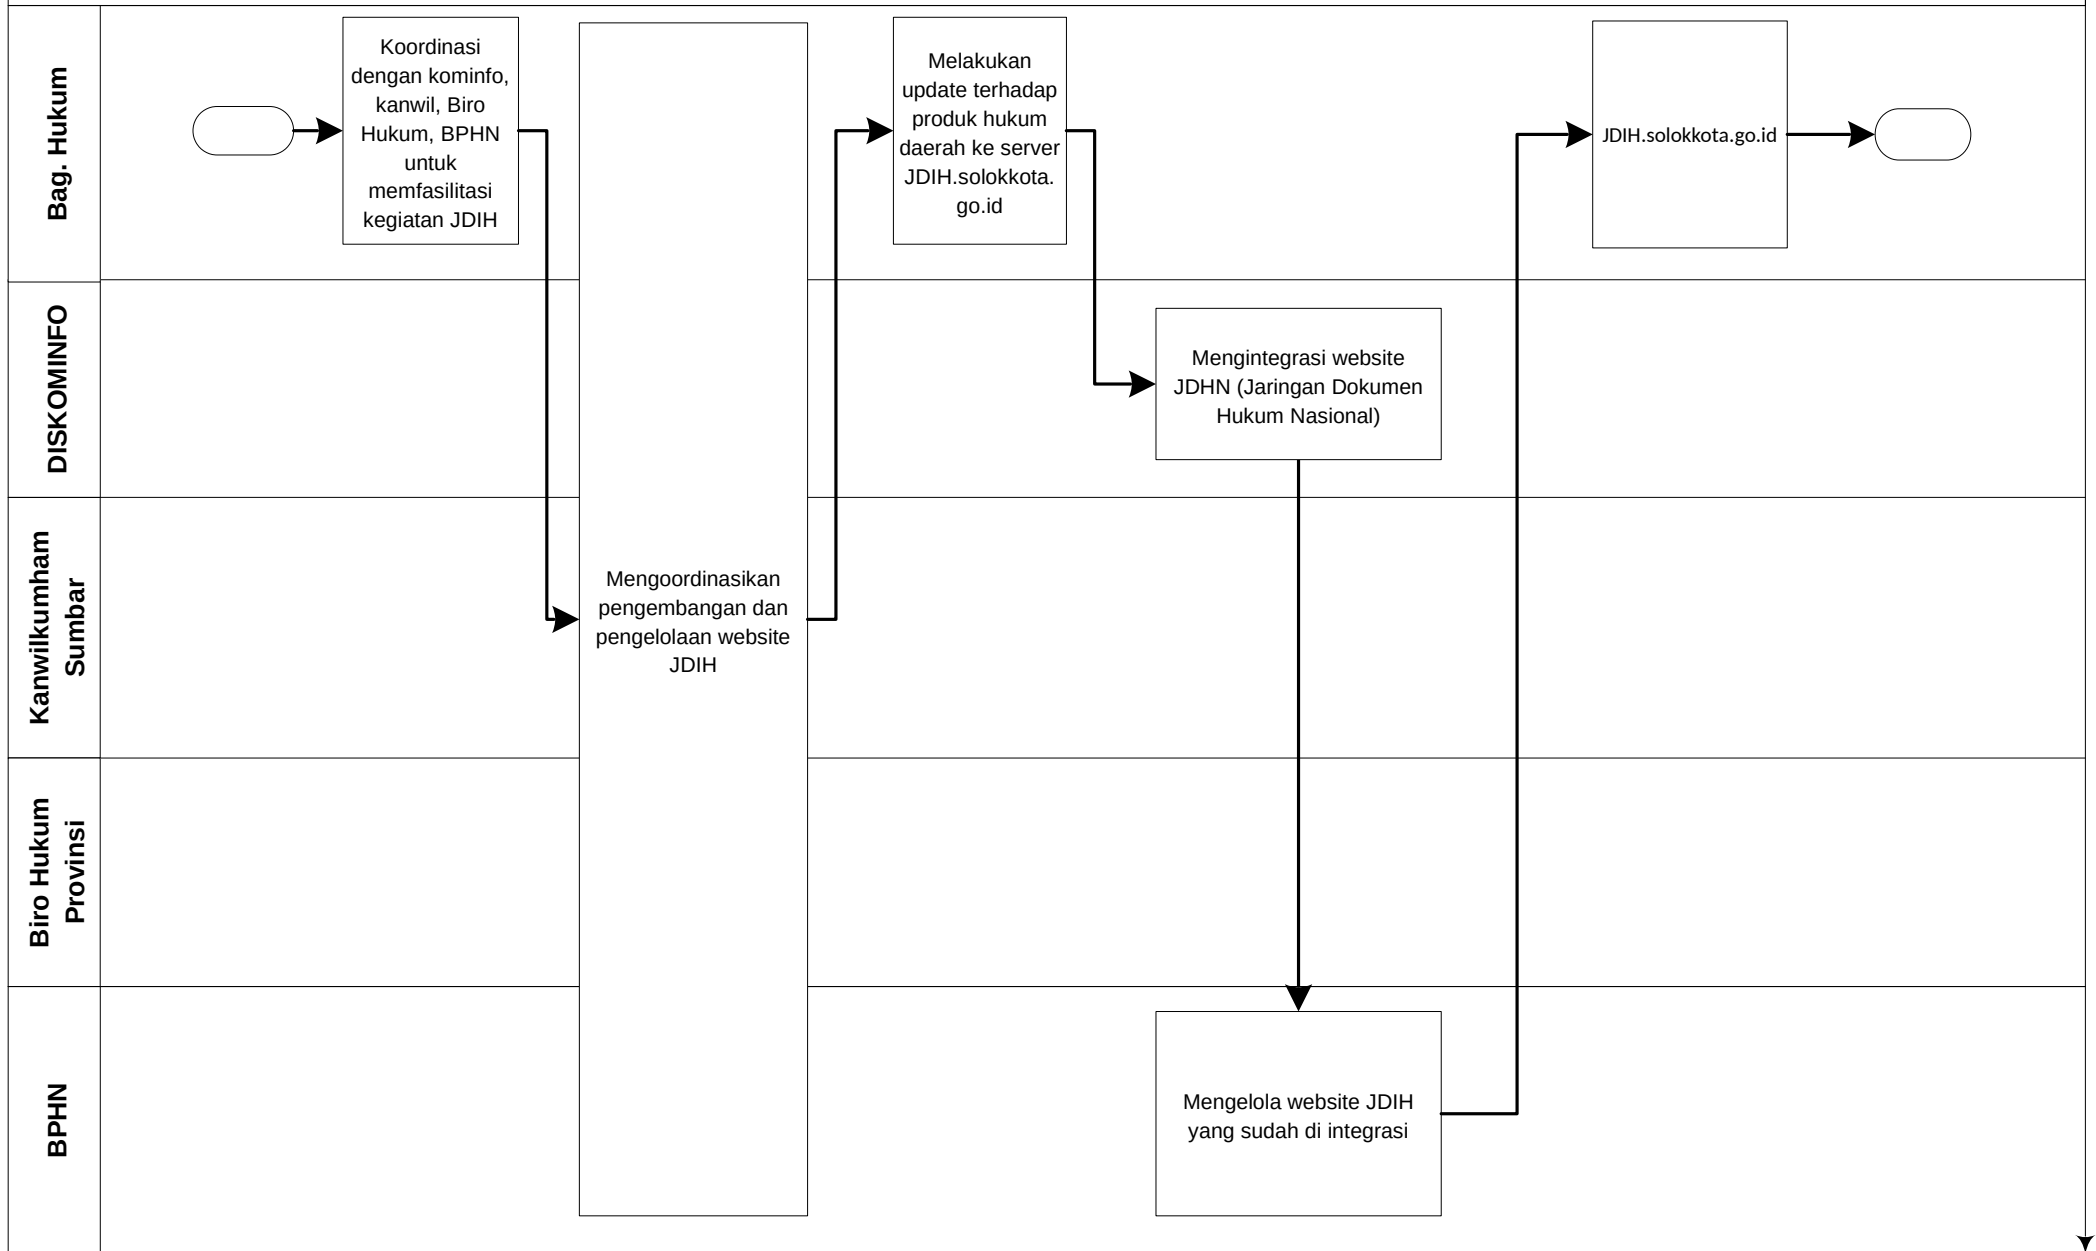 Bag. Hukum
Koordinasi
dengan kominfo,
kanwil, Biro
Hukum, BPHN
untuk
memfasilitasi
kegiatan JDIH
Melakukan
update terhadap
produk hukum
daerah ke server
JDIH.solokkota.
go.id
JDIH.solokkota.go.id
DISKOMINFO
Mengintegrasi website
JDHN (Jaringan Dokumen
Hukum Nasional)
Kanwilkumham
Sumbar
Mengoordinasikan
pengembangan dan
pengelolaan website
JDIH
Biro Hukum
Provinsi
BPHN
Mengelola website JDIH
yang sudah di integrasi